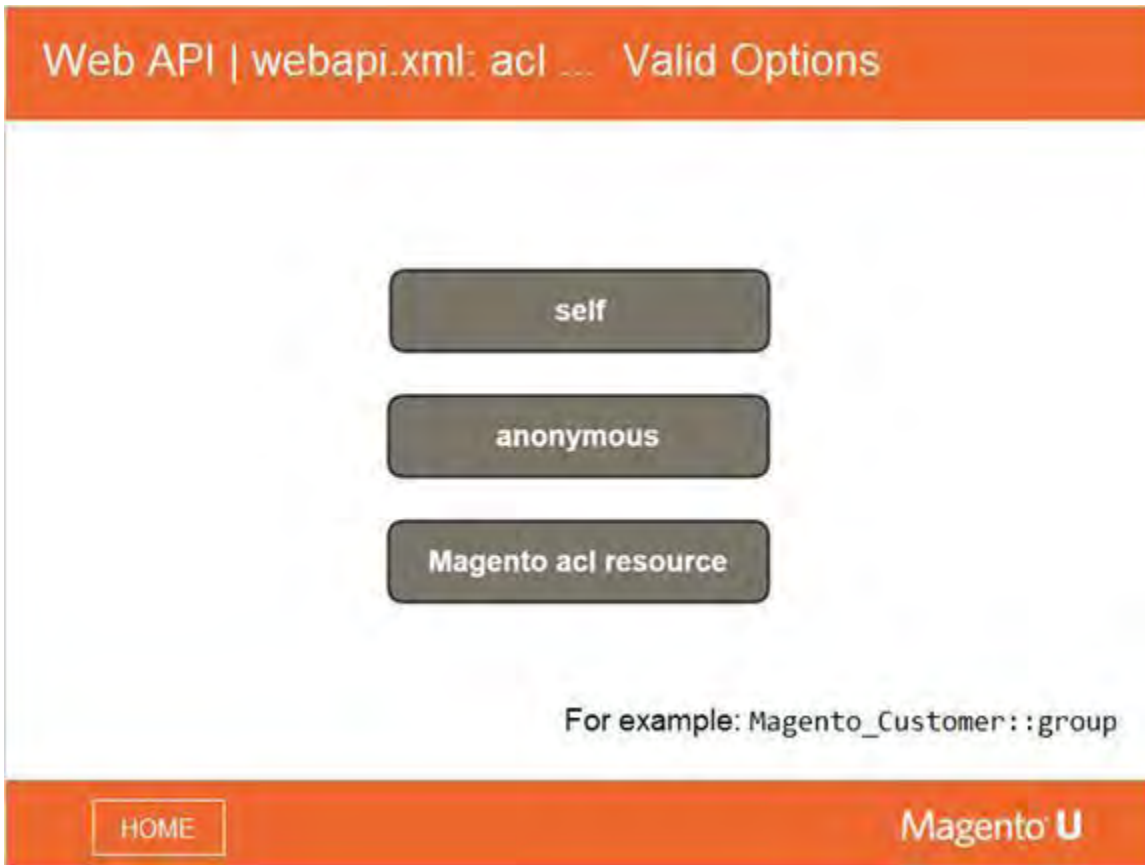 Web API | webapi.xml: acl ... Valid Options
self
anonymous
Magento acl resource
For example: Magento_Customer::group
HOME
Magento U